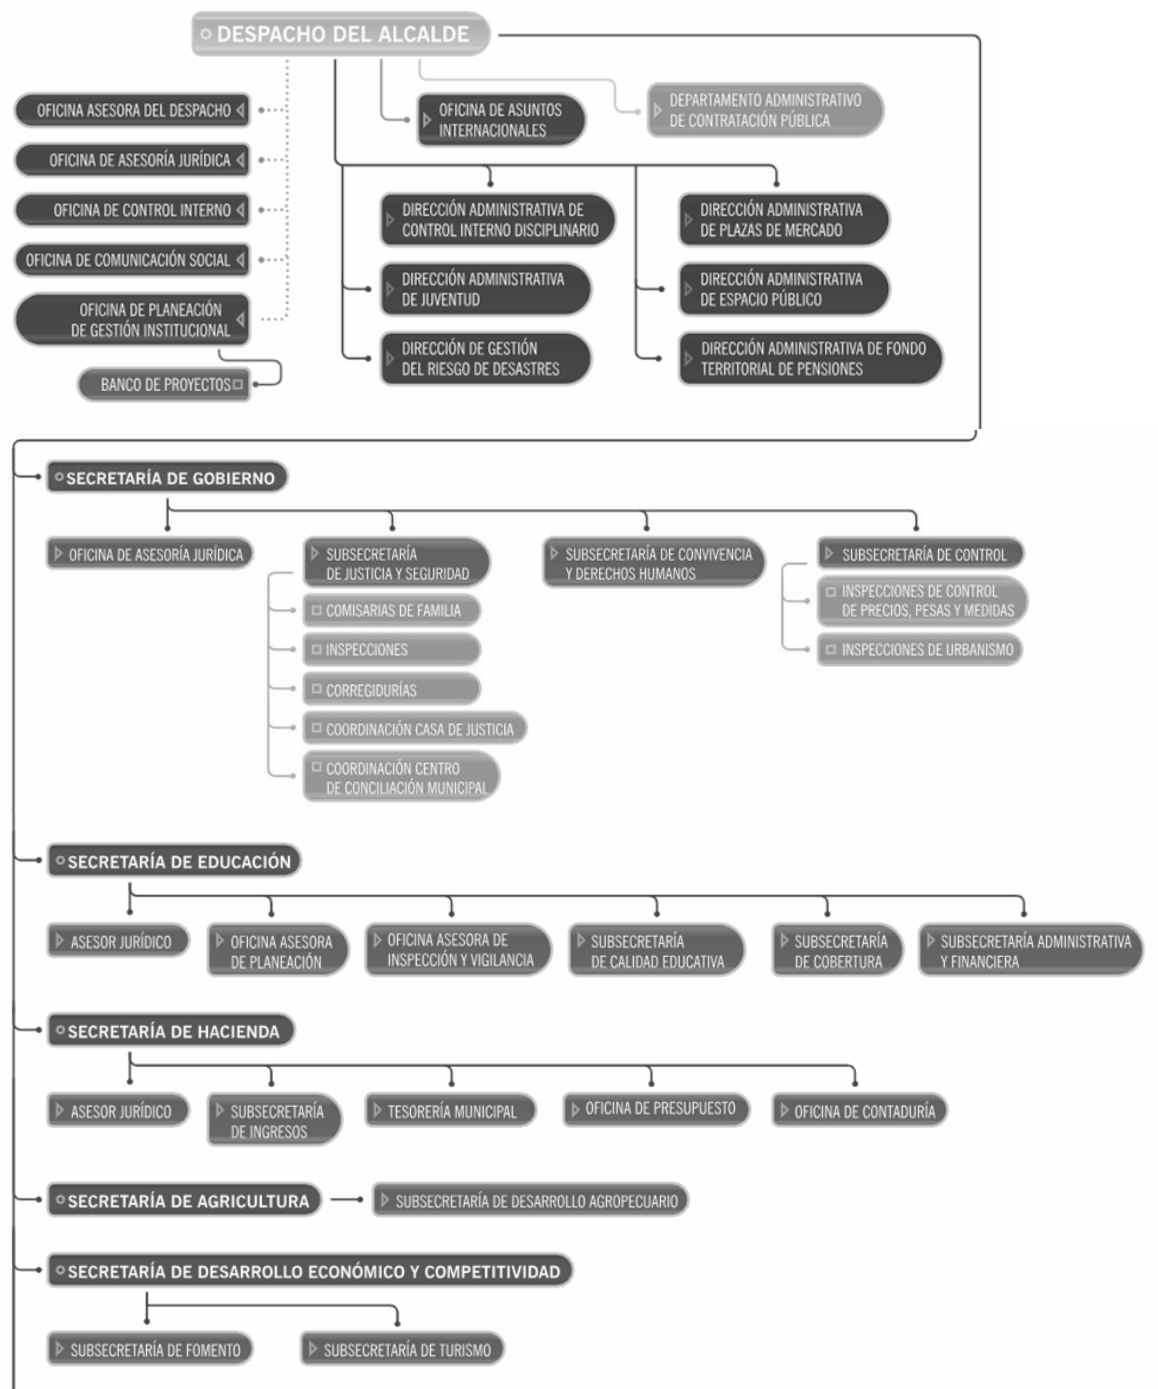 DESPACHO DEL ALCALDE
OFICINA ASESORA DEL DESPACHO
OFICINA DE ASESORÍA JURÍDICA
OFICINA DE CONTROL INTERNO
OFICINA DE COMUNICACIÓN SOCIAL
OFICINA DE PLANEACIÓN
DE GESTIÓN INSTITUCIONAL
BANCO DE PROYECTOS
OFICINA DE ASUNTOS
INTERNACIONALES
DEPARTAMENTO ADMINISTRATIVO
DE CONTRATACIÓN PÚBLICA
DIRECCIÓN ADMINISTRATIVA DE
CONTROL INTERNO DISCIPLINARIO
DIRECCIÓN ADMINISTRATIVA
DE JUVENTUD
DIRECCIÓN DE GESTIÓN
DEL RIESGO DE DESASTRES
DIRECCIÓN ADMINISTRATIVA
DE PLAZAS DE MERCADO
DIRECCIÓN ADMINISTRATIVA
DE ESPACIO PÚBLICO
DIRECCIÓN ADMINISTRATIVA DE FONDO
TERRITORIAL DE PENSIONES
SECRETARÍA DE GOBIERNO
OFICINA DE ASESORÍA JURÍDICA
SUBSECRETARÍA
DE JUSTICIA Y SEGURIDAD
COMISARIAS DE FAMILIA
INSPECCIONES
CORREGIDURÍAS
COORDINACIÓN CASA DE JUSTICIA
COORDINACIÓN CENTRO
DE CONCILIACIÓN MUNICIPAL
SUBSECRETARÍA DE CONVIVENCIA
Y DERECHOS HUMANOS
SUBSECRETARÍA DE CONTROL
INSPECCIONES DE CONTROL
DE PRECIOS, PESAS Y MEDIDAS
INSPECCIONES DE URBANISMO
SECRETARÍA DE EDUCACIÓN
ASESOR JURÍDICO
OFICINA ASESORA
DE PLANEACIÓN
OFICINA ASESORA DE
INSPECCIÓN Y VIGILANCIA
SUBSECRETARÍA
DE CALIDAD EDUCATIVA
SUBSECRETARÍA
DE COBERTURA
SUBSECRETARÍA ADMINISTRATIVA
Y FINANCIERA
SECRETARÍA DE HACIENDA
ASESOR JURÍDICO
SUBSECRETARÍA
DE INGRESOS
TESORERÍA MUNICIPAL
OFICINA DE PRESUPUESTO
OFICINA DE CONTADURÍA
SECRETARÍA DE AGRICULTURA
SUBSECRETARÍA DE DESARROLLO AGROPECUARIO
SECRETARÍA DE DESARROLLO ECONÓMICO Y COMPETITIVIDAD
SUBSECRETARÍA DE FOMENTO
SUBSECRETARÍA DE TURISMO